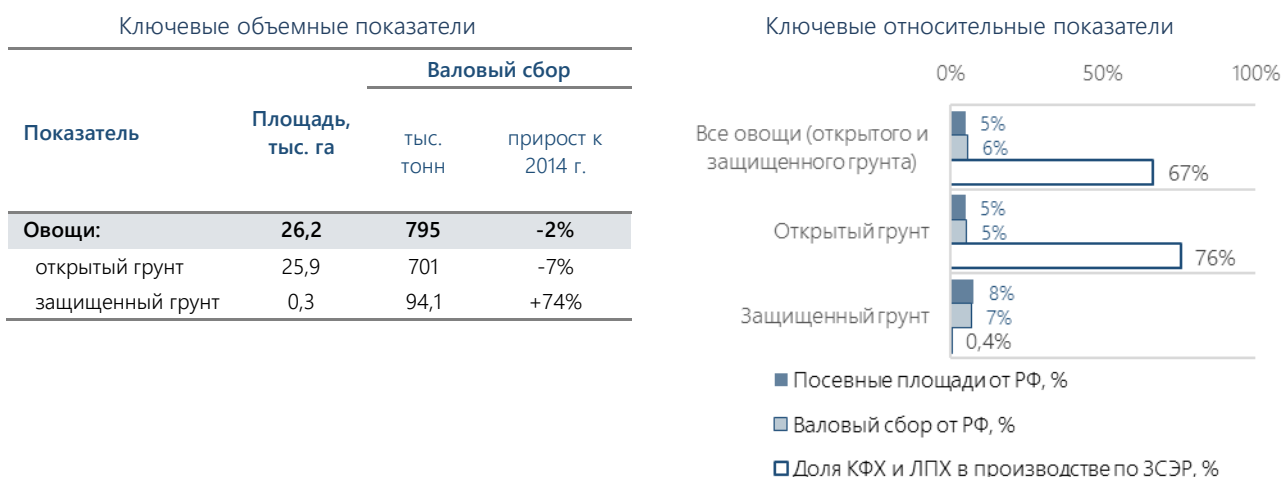 Ключевые объемные показатели
Показатель
Площадь,
тыс. га
Валовый сбор
тыс.
тонн
прирост к
2014 г.
Овощи: 26,2 795 -2%
открытый грунт 25,9 701 -7%
защищенный грунт 0,3 94,1 +74%
Ключевые относительные показатели
0% 50% 100%
Все овощи (открытого и
защищенного грунта)
5%
6%
67%
Открытый грунт
5%
5%
76%
Защищенный грунт
8%
7%
0,4%
Посевные площади от РФ, %
Валовый сбор от РФ, %
Доля КФХ и ЛПХ в производстве по ЗСЭР, %